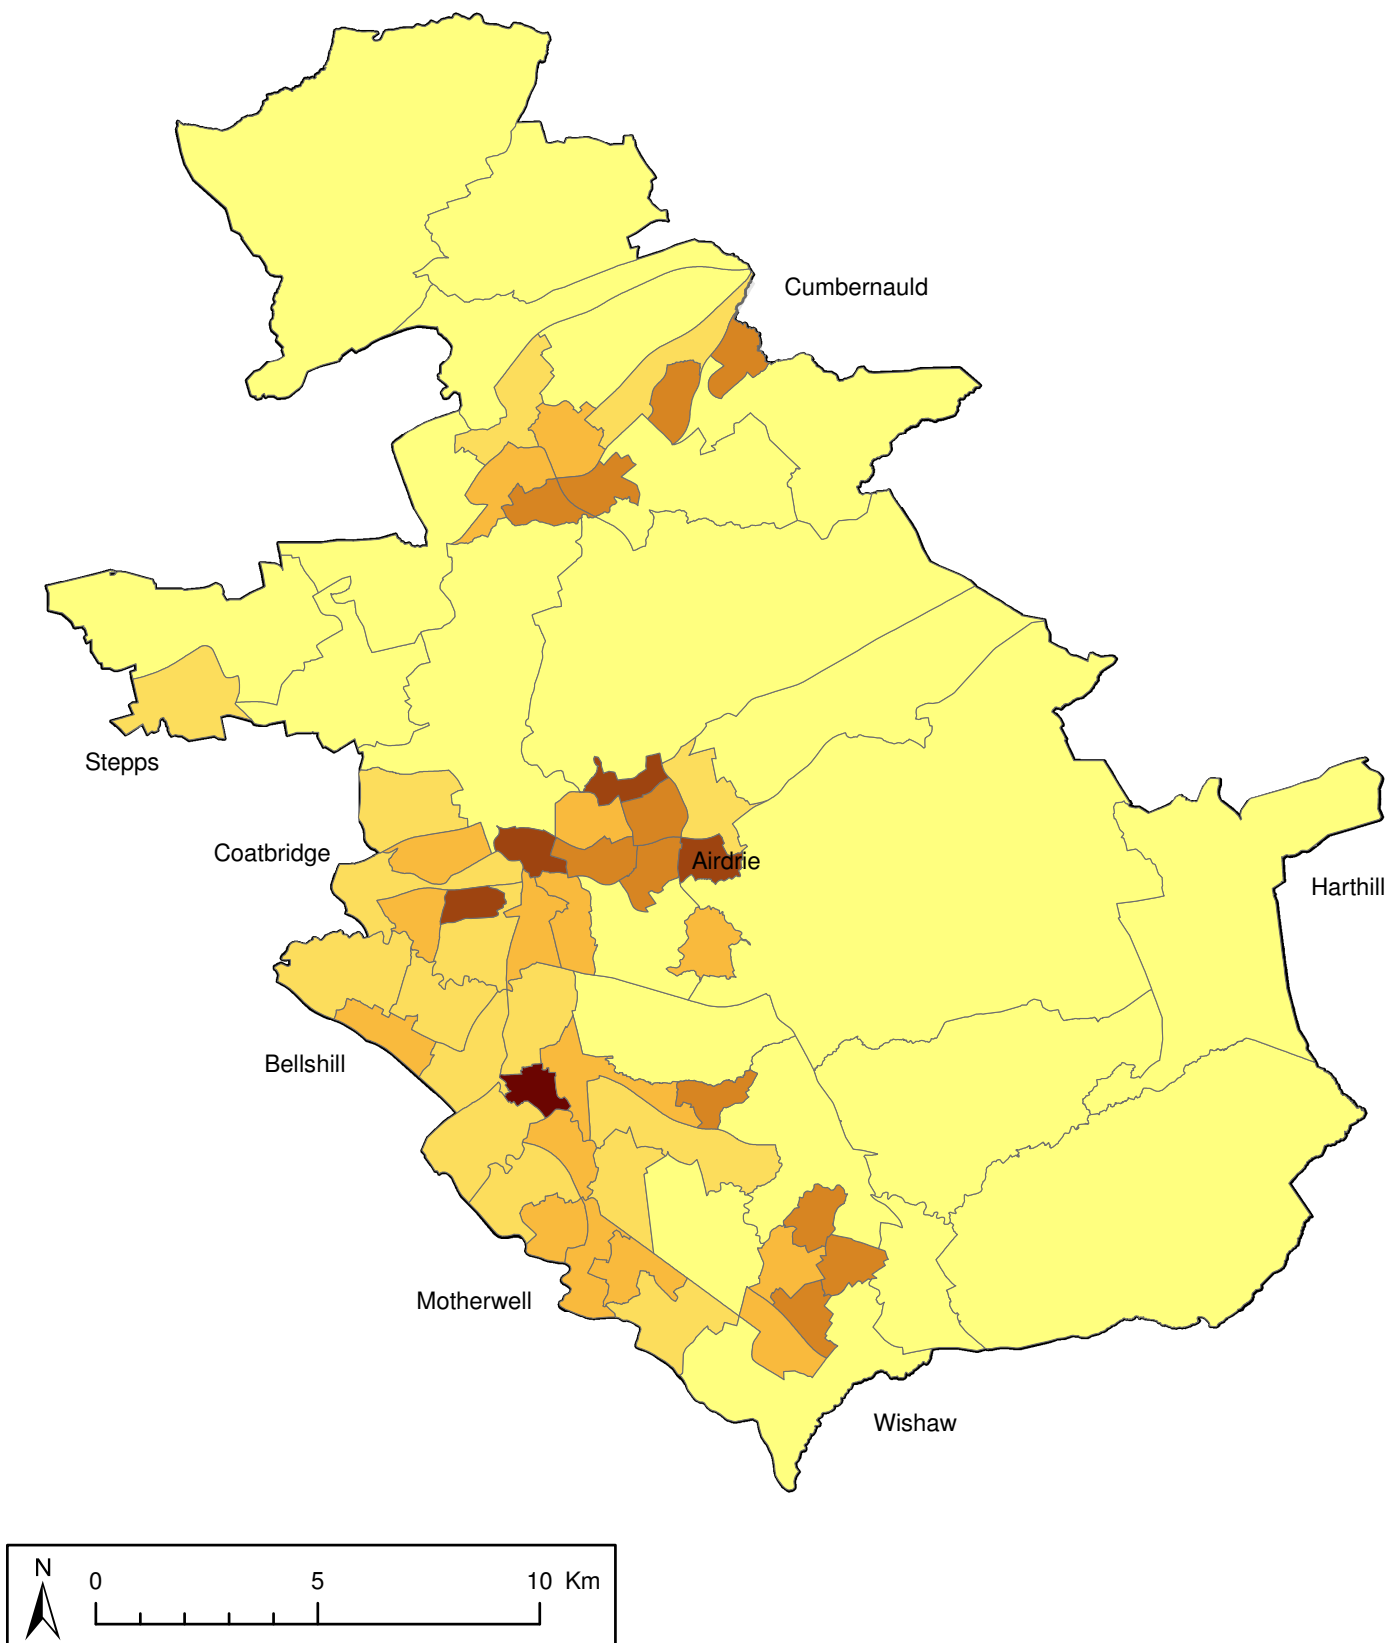 Cumbernauld
Stepps
Coatbridge
Airdrie
Harthill
Bellshill
Motherwell
Wishaw
N
0 5 10 Km